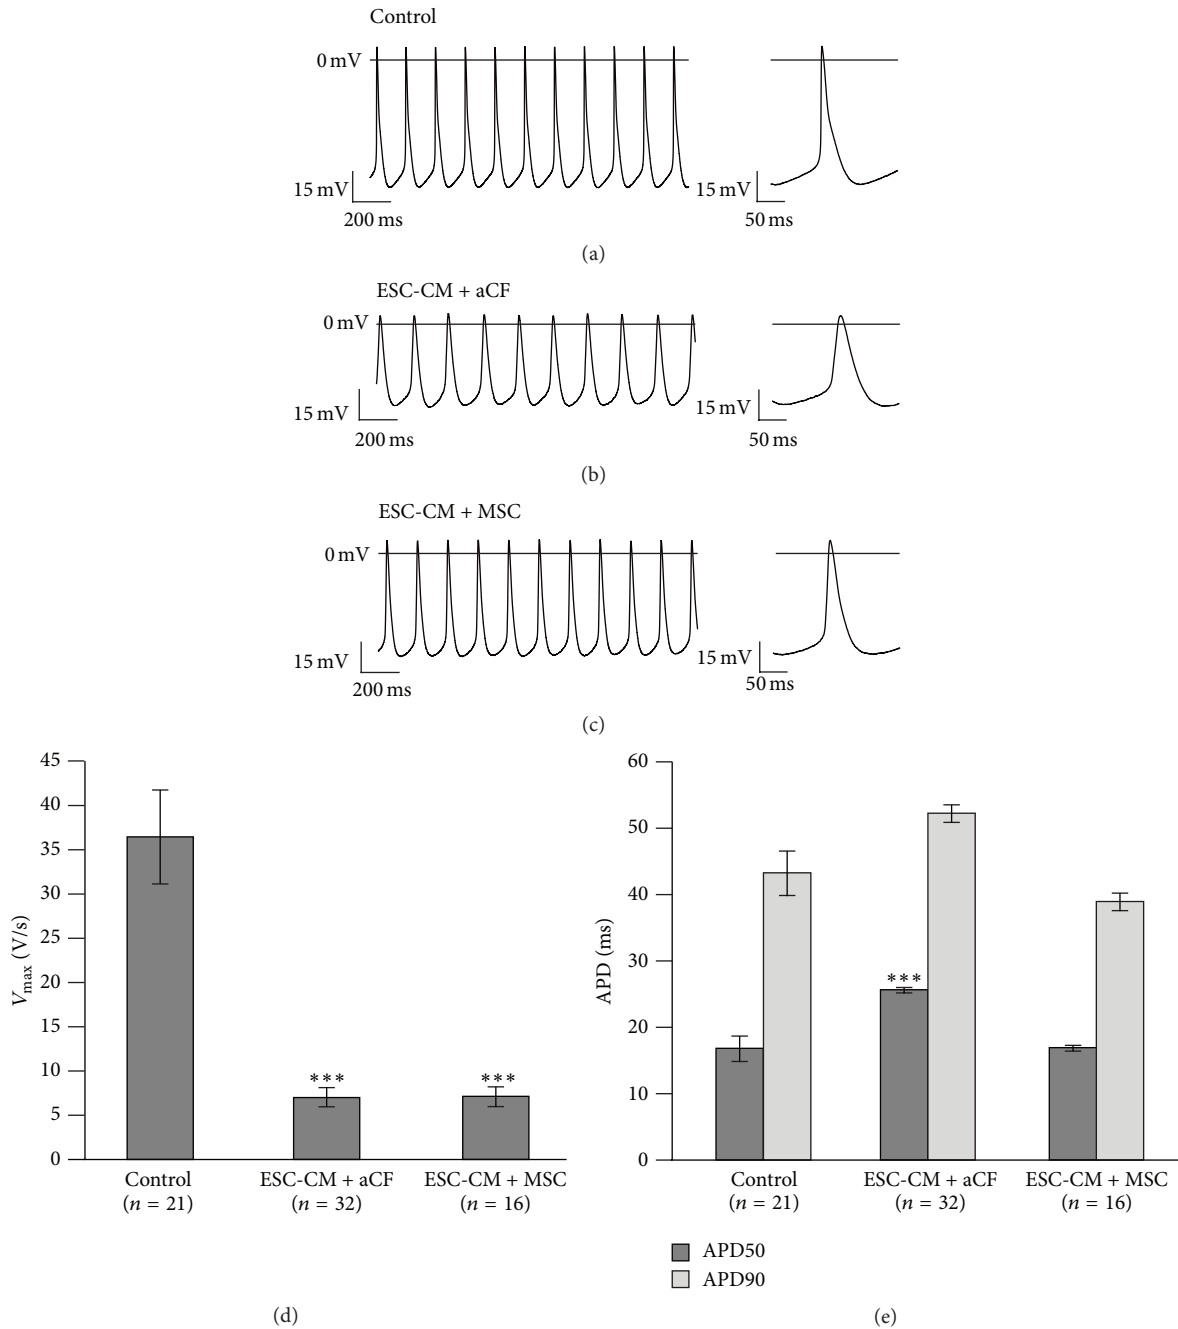 Control
0 mV
15 mV
200 ms
15 mV
50 ms
(a)
ESC-CM + aCF
0 mV
15 mV
200 ms
15 mV
50 ms
(b)
ESC-CM + MSC
0 mV
15 mV
200 ms
15 mV
50 ms
(c)
45
40
35
30
25
20
15
10
5
0
Vmax (V/s)
***
***
Control
(n = 21)
ESC-CM + aCF
(n = 32)
ESC-CM + MSC
(n = 16)
(d)
60
50
40
30
20
10
0
APD (ms)
***
Control
(n = 21)
ESC-CM + aCF
(n = 32)
ESC-CM + MSC
(n = 16)
APD50
APD90
(e)